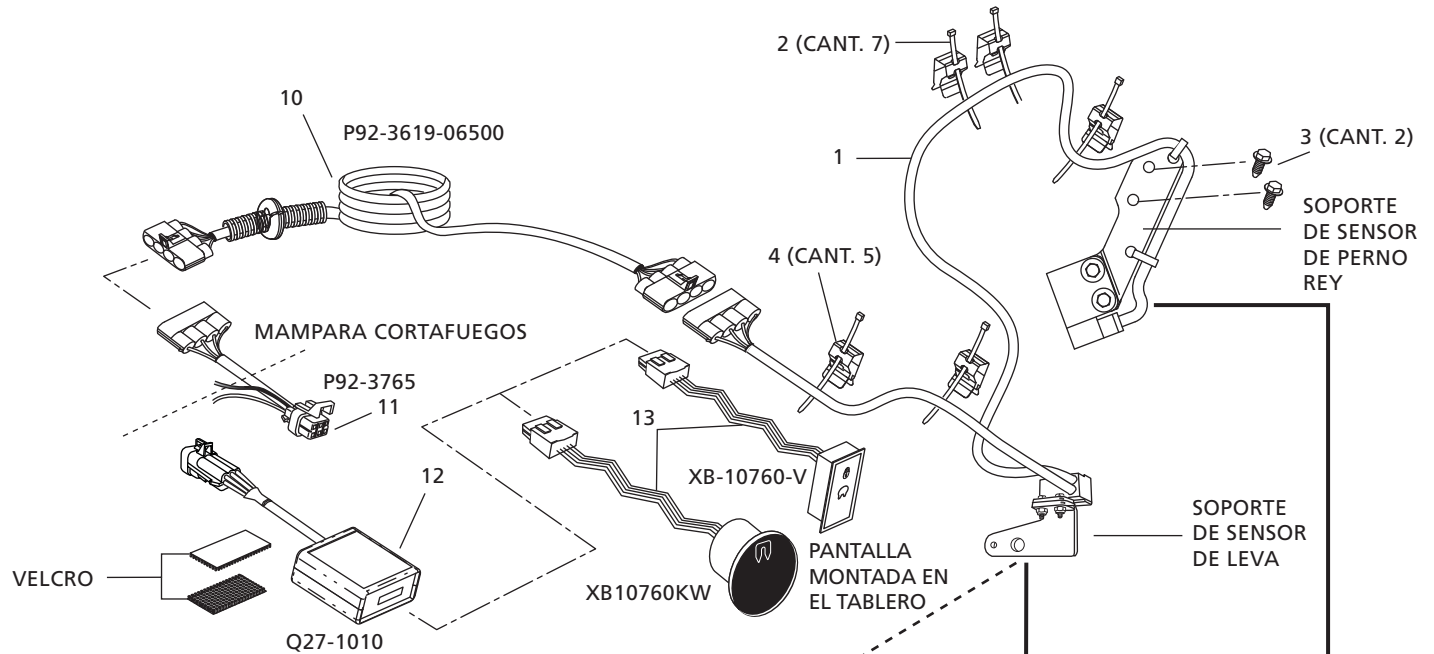 2 (CANT. 7)
10
P92-3619-06500
1
3 (CANT. 2)
SOPORTE
DE SENSOR
DE PERNO
REY
4 (CANT. 5)
MAMPARA CORTAFUEGOS
P92-3765
11
13
XB-10760-V
12
SOPORTE
DE SENSOR
DE LEVA
PANTALLA
MONTADA EN
EL TABLERO
VELCRO
XB10760KW
Q27-1010